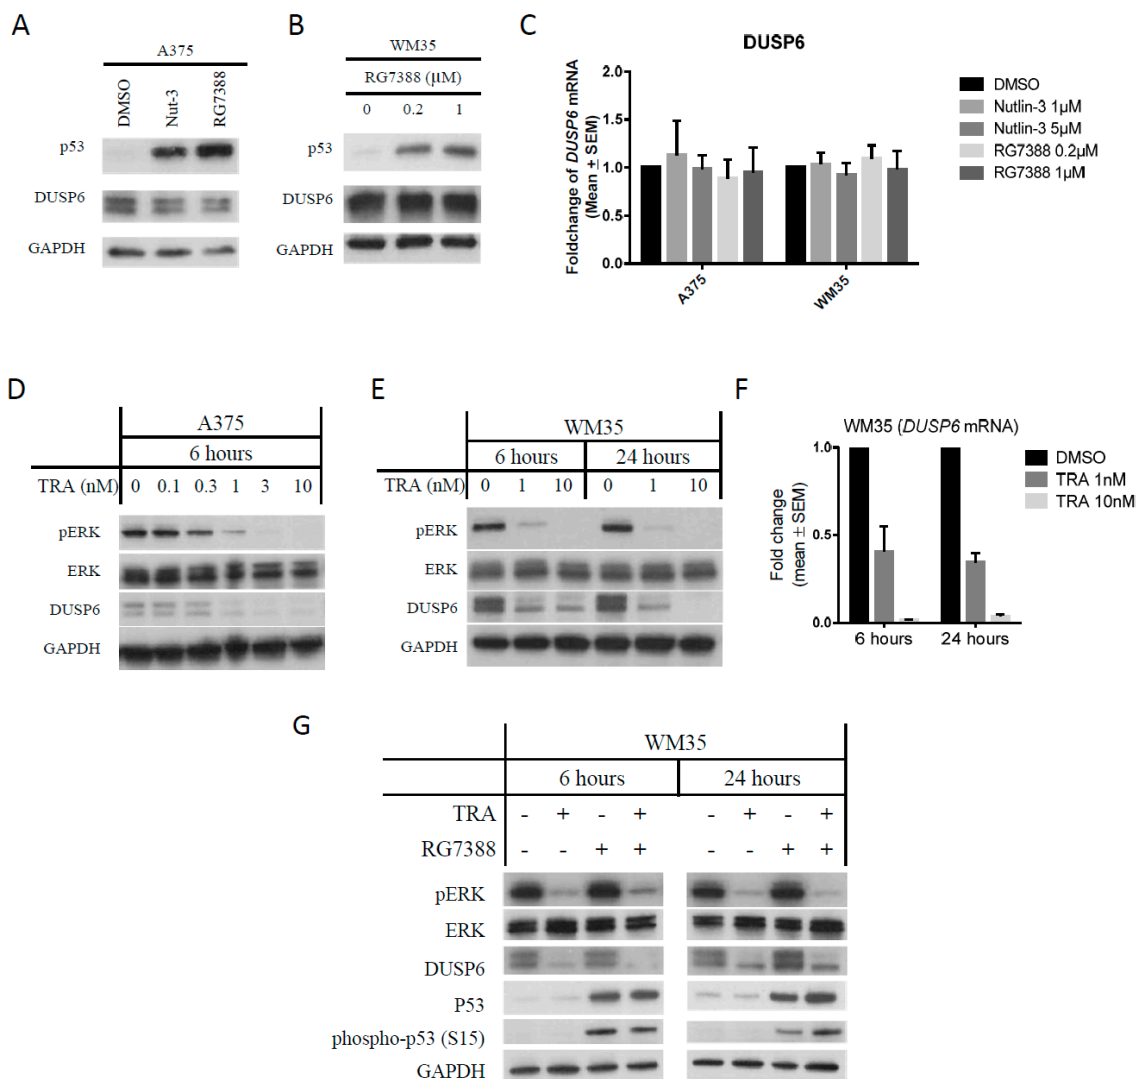 A
A375
DMSO
Nut-3
RG7388
p53
DUSP6
GAPDH
B
WM35
RG7388 (μM)
0 0.2 1
p53
DUSP6
GAPDH
C
DUSP6
Foldchange of DUSP6 mRNA
(Mean ± SEM)
2.0
1.5
1.0
0.5
0.0
A375
WM35
DMSO
Nutlin-3 1μM
Nutlin-3 5μM
RG7388 0.2μM
RG7388 1μM
D
A375
6 hours
TRA (nM) 0 0.1 0.3 1 3 10
pERK
ERK
DUSP6
GAPDH
E
WM35
6 hours 24 hours
TRA (nM) 0 1 10 0 1 10
pERK
ERK
DUSP6
GAPDH
F
WM35 (DUSP6 mRNA)
Fold change
(mean ± SEM)
1.0
0.5
0.0
6 hours 24 hours
DMSO
TRA 1nM
TRA 10nM
G
WM35
6 hours 24 hours
TRA - + - + - + - +
RG7388 - - + + - - + +
pERK
ERK
DUSP6
P53
phospho-p53 (S15)
GAPDH